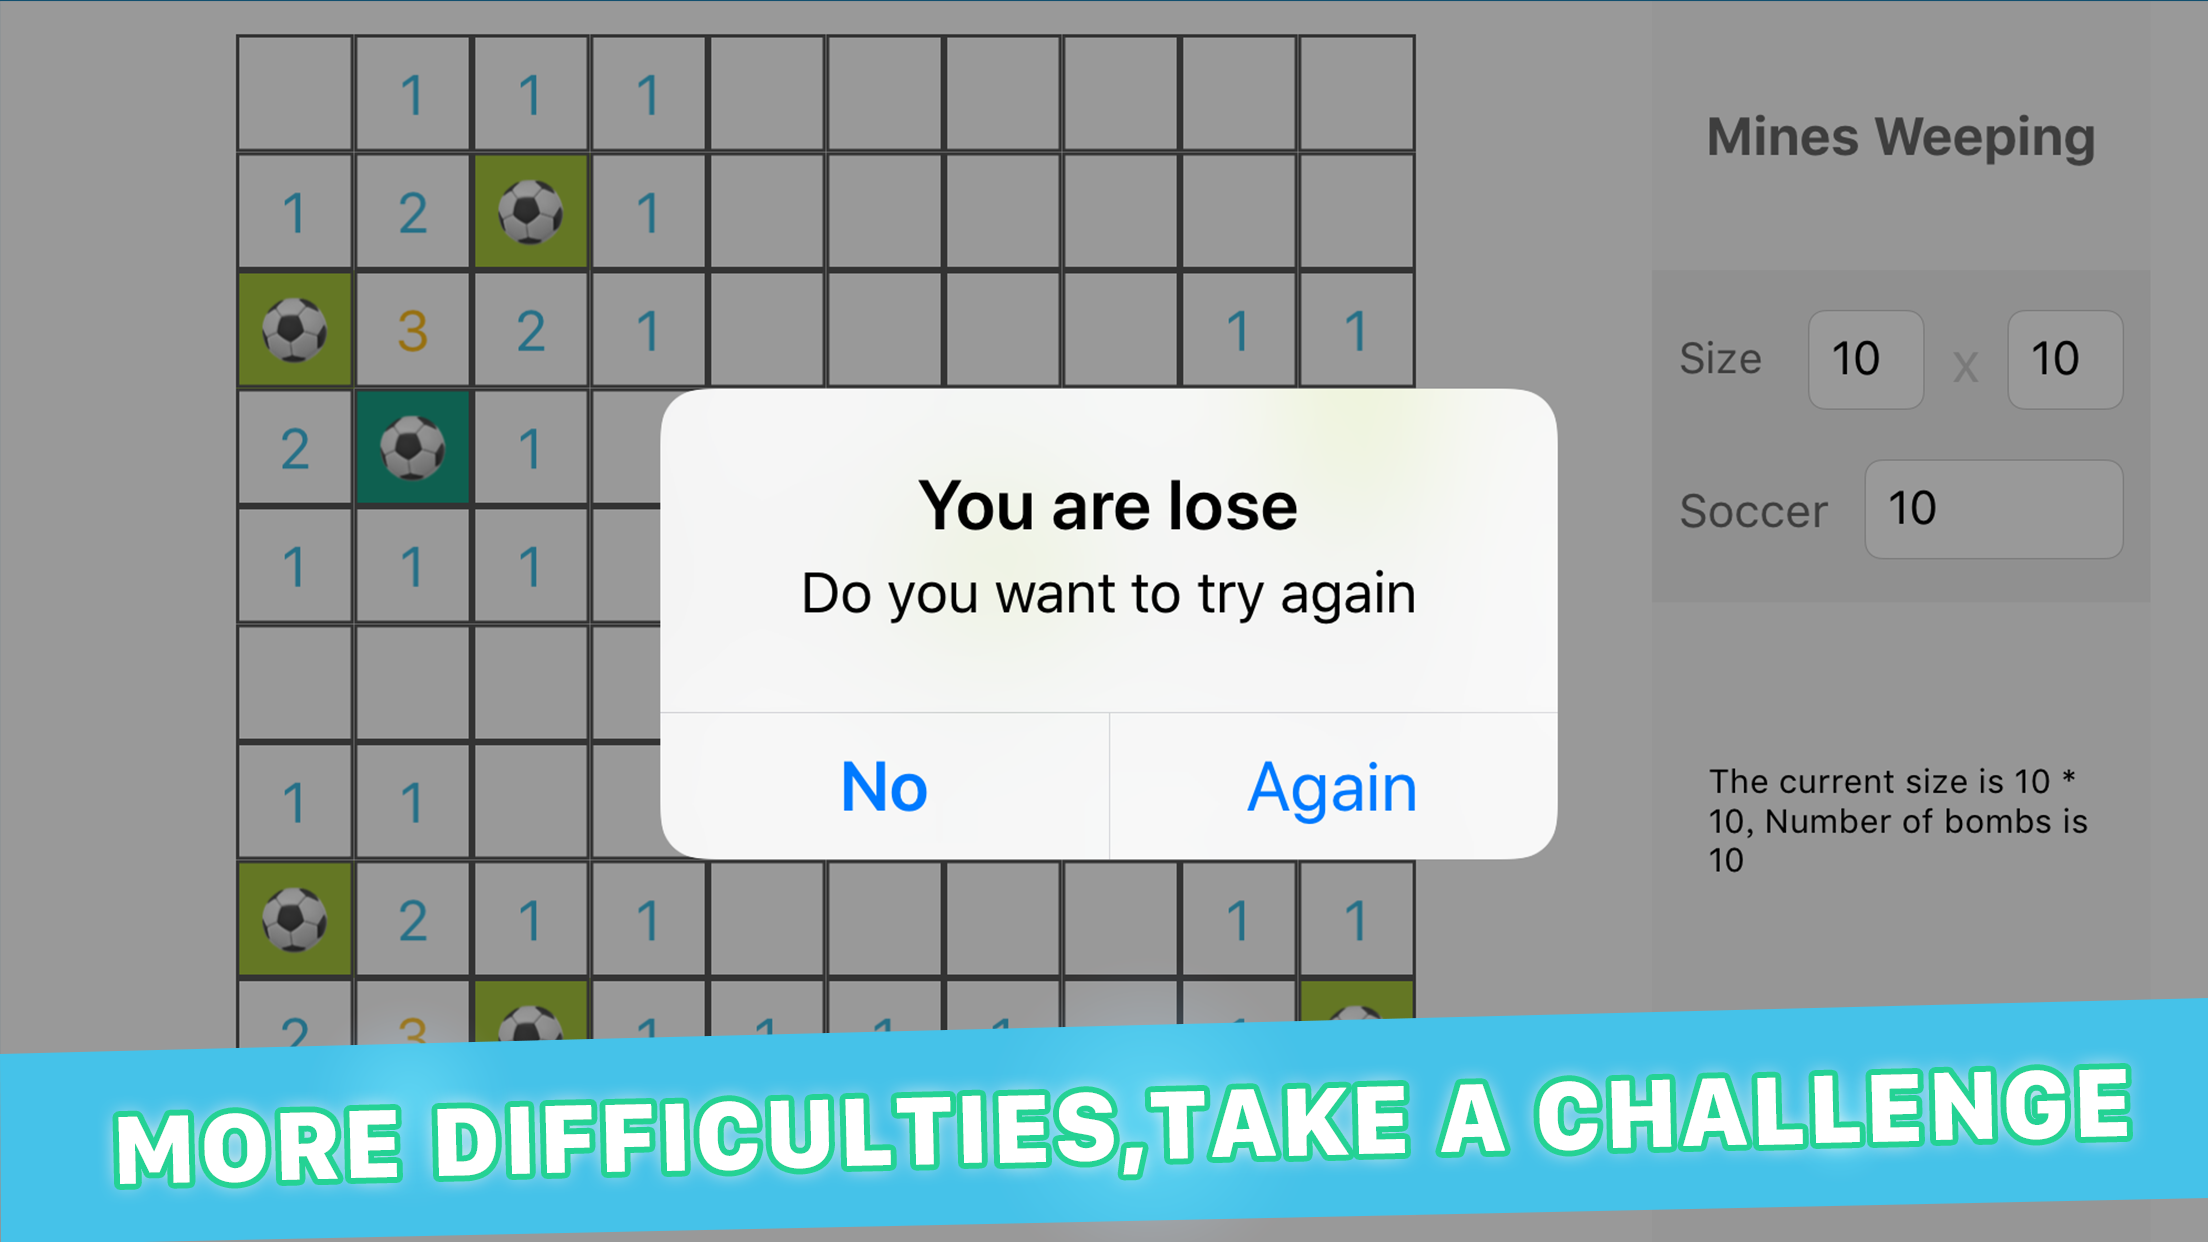 1 1 1
1 2 1
3 2 1 1 1
2 1
1 1 1
1 1
2 1 1 1 1
2 3 1 1 1 1 1
Mines Weeping
Size 10 x 10
Soccer 10
The current size is 10 *
10, Number of bombs is
10
You are lose
Do you want to try again
No Again
MORE DIFFICULTIES,TAKE A CHALLENGE